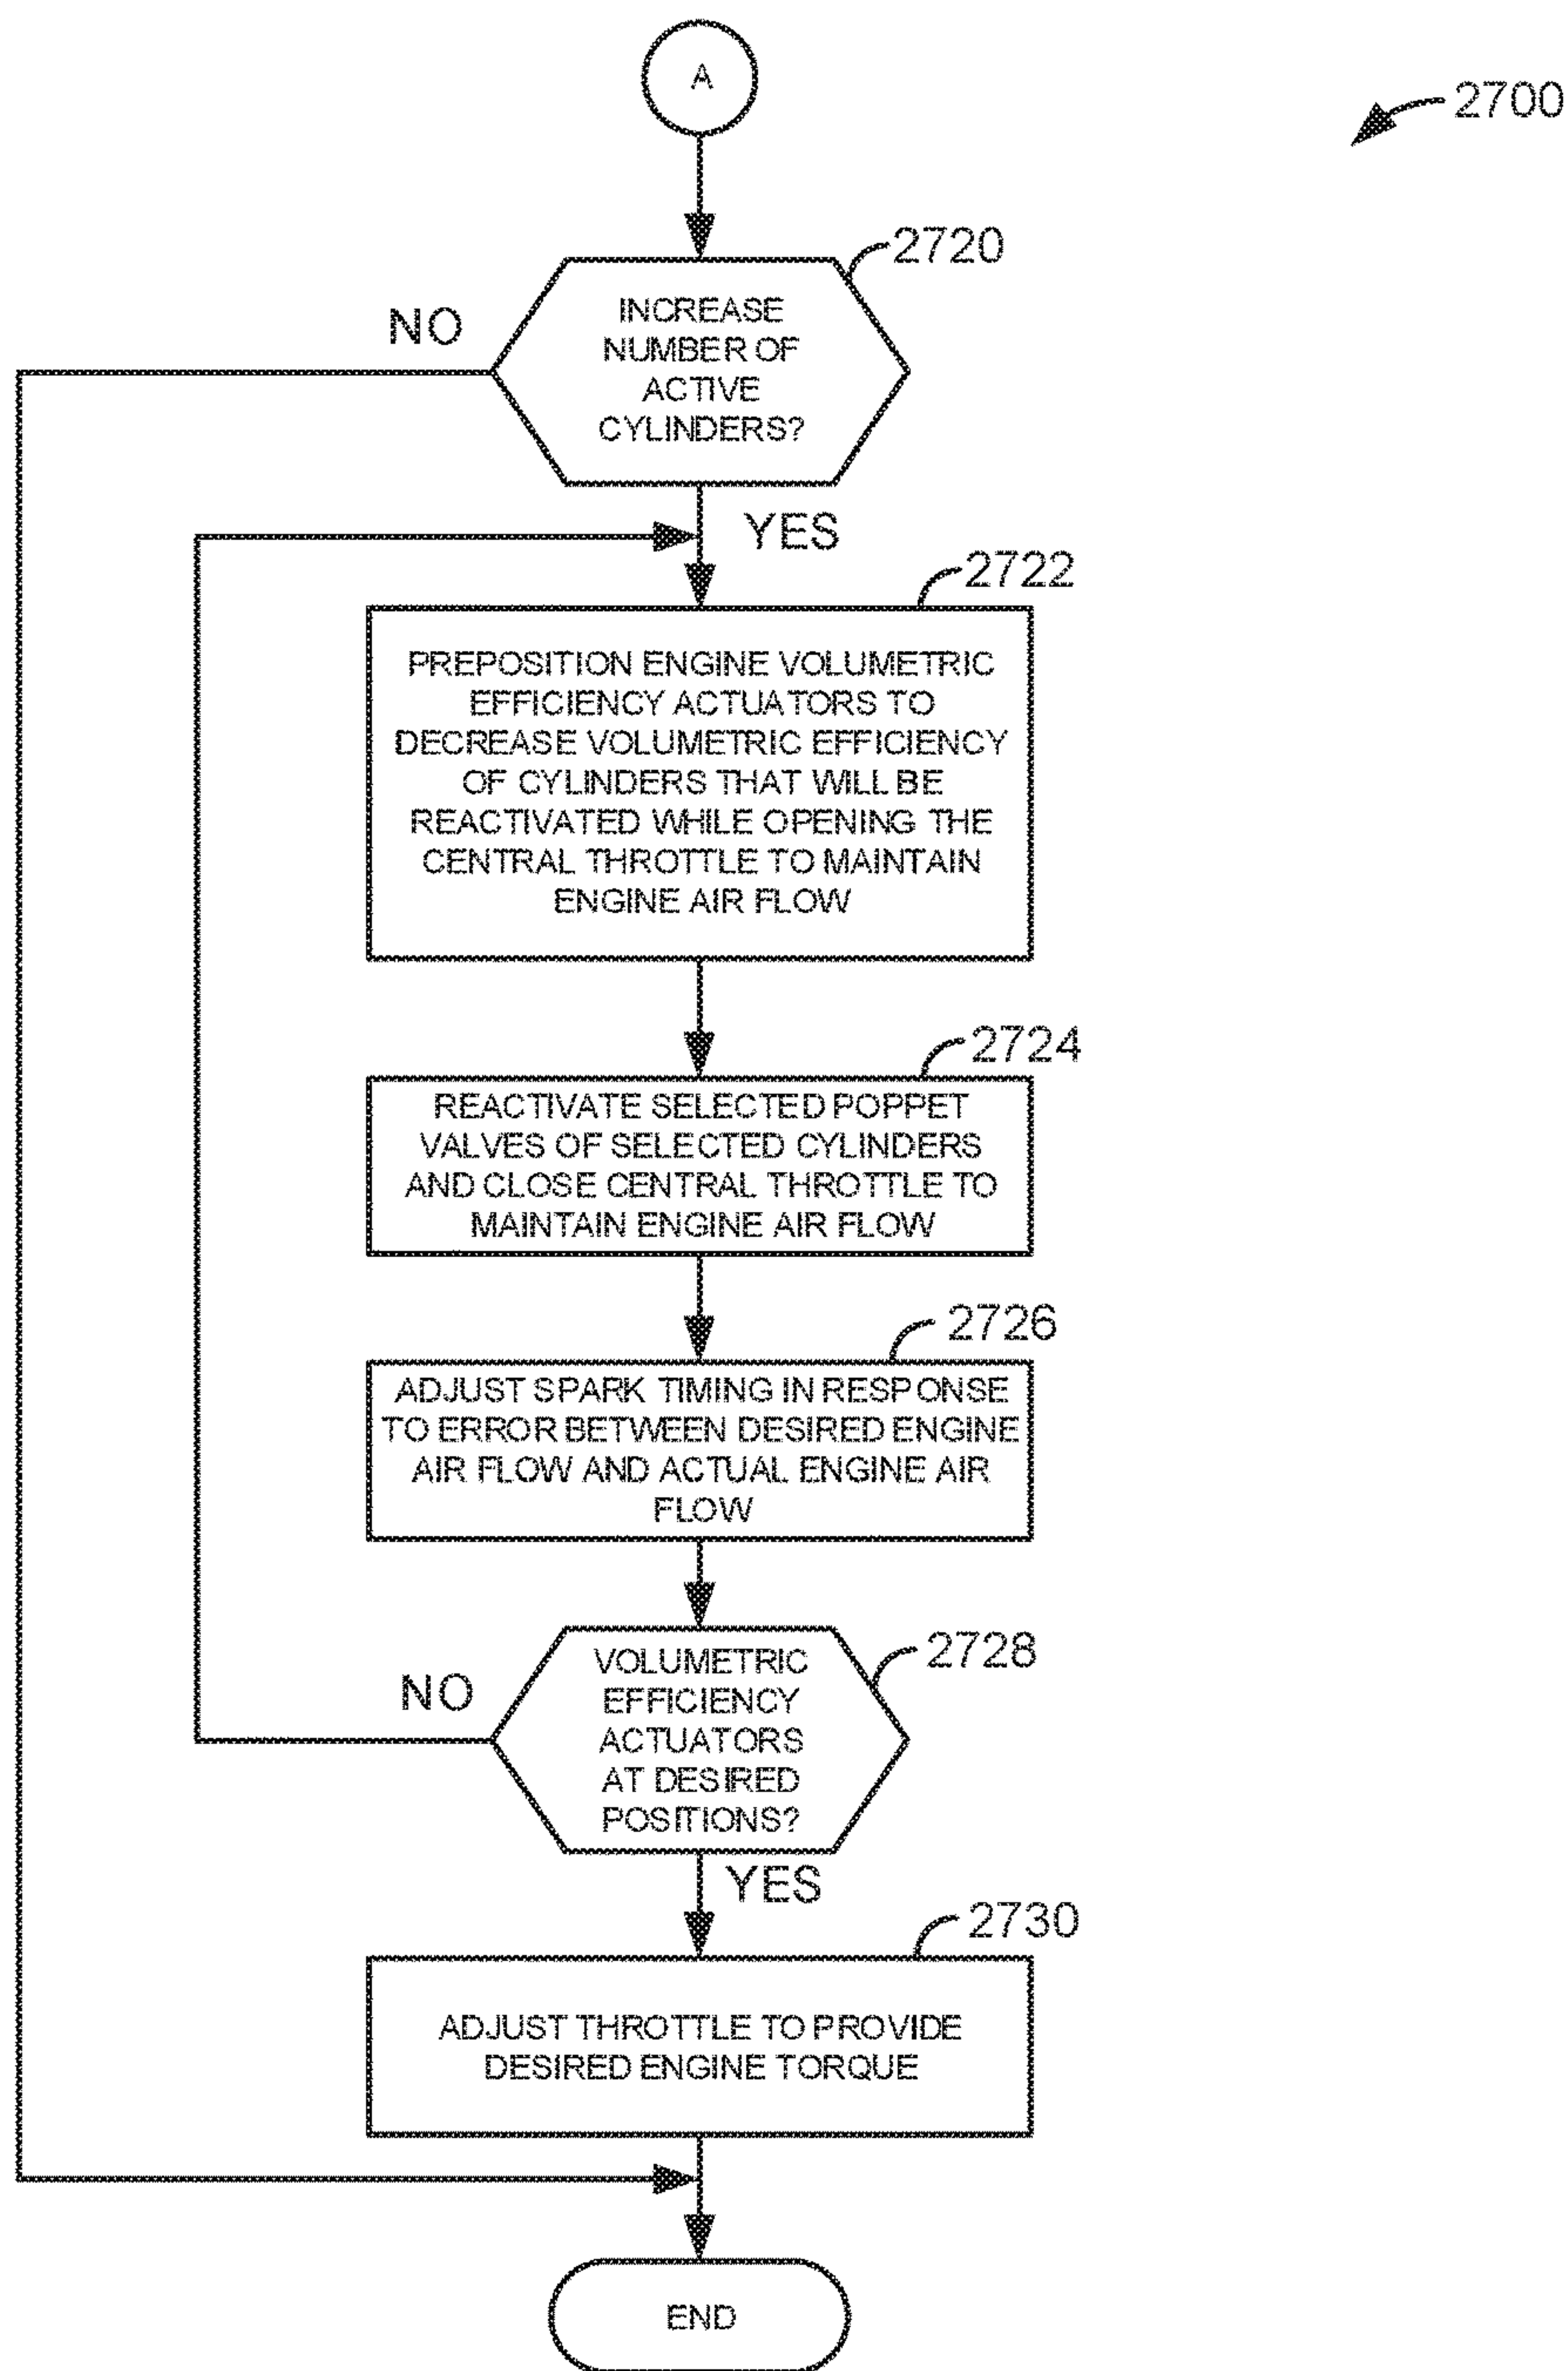 A
2700
2720
NO
INCREASE
NUMBER OF
ACTIVE
CYLINDERS?
YES
2722
PREPOSITION ENGINE VOLUMETRIC
EFFICIENCY ACTUATORS TO
DECREASE VOLUMETRIC EFFICIENCY
OF CYLINDERS THAT WILL BE
REACTIVATED WHILE OPENING THE
CENTRAL THROTTLE TO MAINTAIN
ENGINE AIR FLOW
2724
REACTIVATE SELECTED POPPET
VALVES OF SELECTED CYLINDERS
AND CLOSE CENTRAL THROTTLE TO
MAINTAIN ENGINE AIR FLOW
2726
ADJUST SPARK TIMING IN RESPONSE
TO ERROR BETWEEN DESIRED ENGINE
AIR FLOW AND ACTUAL ENGINE AIR
FLOW
2728
NO
VOLUMETRIC
EFFICIENCY
ACTUATORS
AT DESIRED
POSITIONS?
YES
2730
ADJUST THROTTLE TO PROVIDE
DESIRED ENGINE TORQUE
END